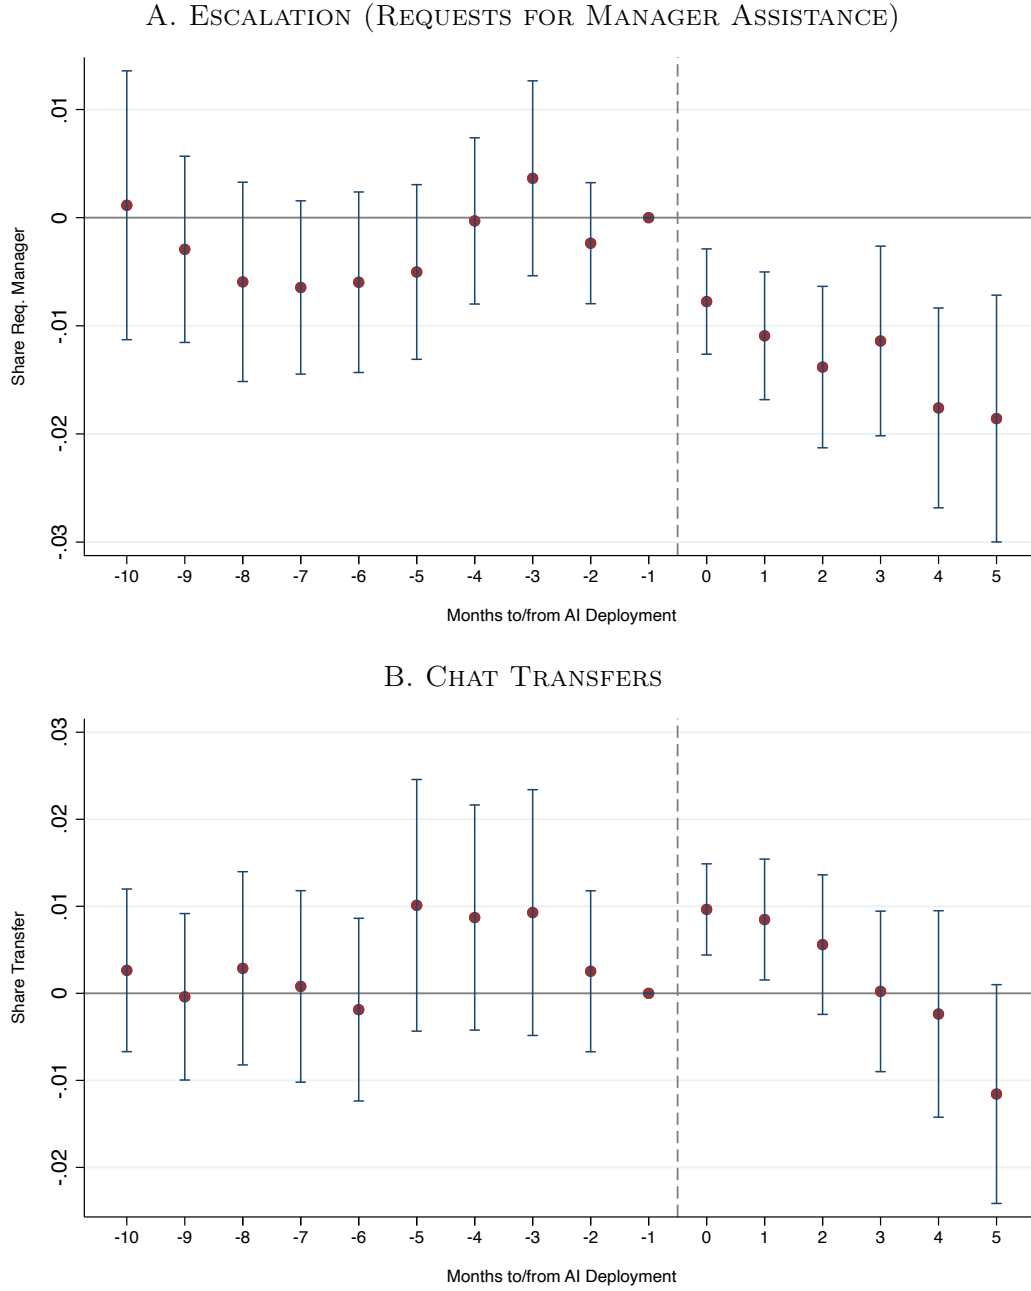 A. Escalation (Requests for Manager Assistance)
.01
0
-.01
-.02
-.03
Share Req. Manager
-10 -9 -8 -7 -6 -5 -4 -3 -2 -1 0 1 2 3 4 5
Months to/from AI Deployment
B. Chat Transfers
.03
.02
.01
0
-.01
-.02
Share Transfer
-10 -9 -8 -7 -6 -5 -4 -3 -2 -1 0 1 2 3 4 5
Months to/from AI Deployment